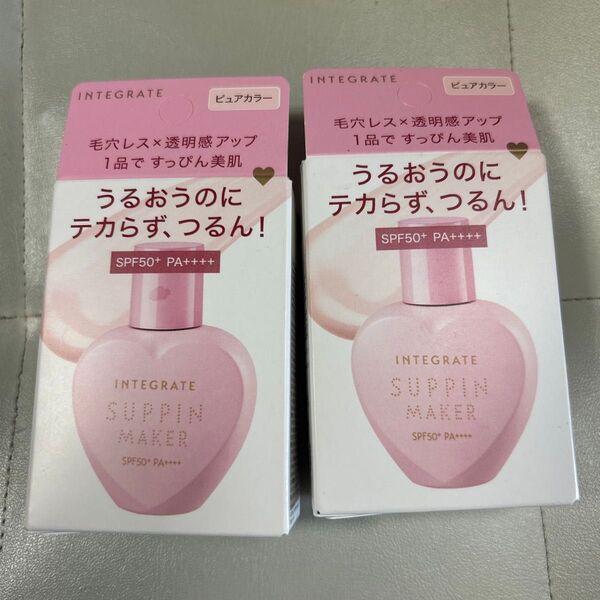 INTEGRATE
ピュアカラー
毛穴レス×透明感アップ
1品で すっぴん美肌
うるおうのに
テカらず、つるん!
SPF50+ PA++++
INTEGRATE
SUPPIN
MAKER
SPF50+ PA++++
INTEGRATE
ピュアカラー
毛穴レス×透明感アップ
1品で すっぴん美肌
うるおうのに
テカらず、つるん!
SPF50+ PA++++
INTEGRATE
SUPPIN
MAKER
SPF50+ PA++++